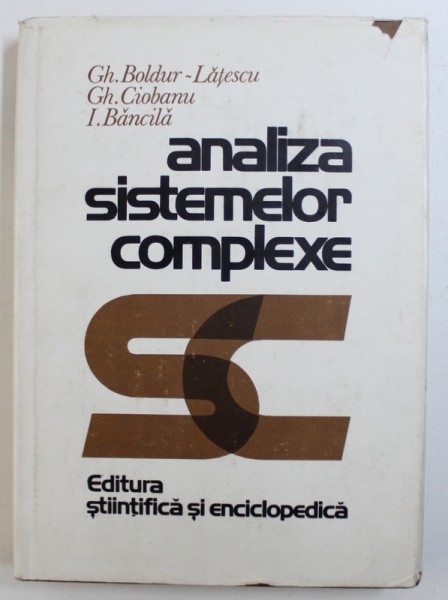 Gh. Boldur-Lățescu
Gh. Ciobanu
I. Băncilă
analiza
sistemelor
complexe
SC
Editura
științifică și enciclopedică